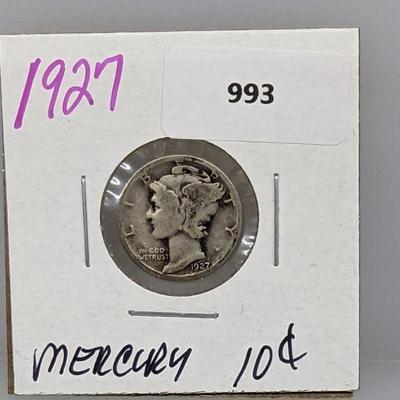 1927
993
LIBERTY
IN GOD
WE TRUST
1927
MERCURY 10¢